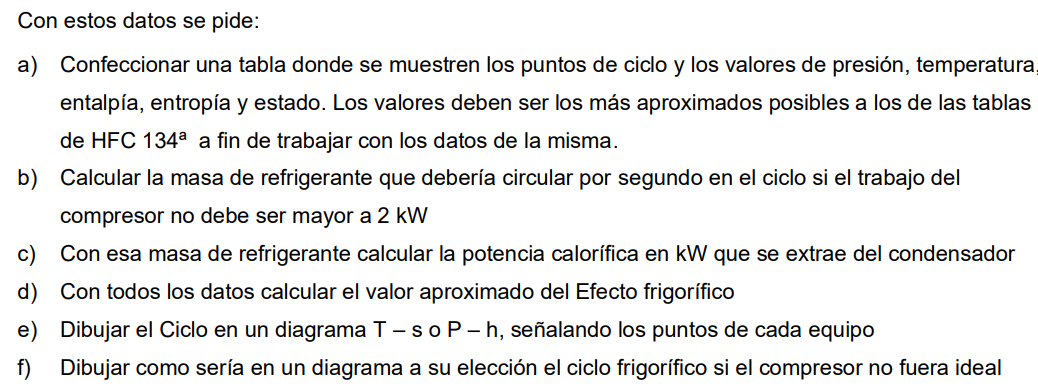 Con estos datos se pide:
a) Confeccionar una tabla donde se muestren los puntos de ciclo y los valores de presión, temperatura,
entalpía, entropía y estado. Los valores deben ser los más aproximados posibles a los de las tablas
de HFC 134ª a fin de trabajar con los datos de la misma.
b) Calcular la masa de refrigerante que debería circular por segundo en el ciclo si el trabajo del
compresor no debe ser mayor a 2 kW
c) Con esa masa de refrigerante calcular la potencia calorífica en kW que se extrae del condensador
d) Con todos los datos calcular el valor aproximado del Efecto frigorífico
e) Dibujar el Ciclo en un diagrama T – s o P – h, señalando los puntos de cada equipo
f) Dibujar como sería en un diagrama a su elección el ciclo frigorífico si el compresor no fuera ideal